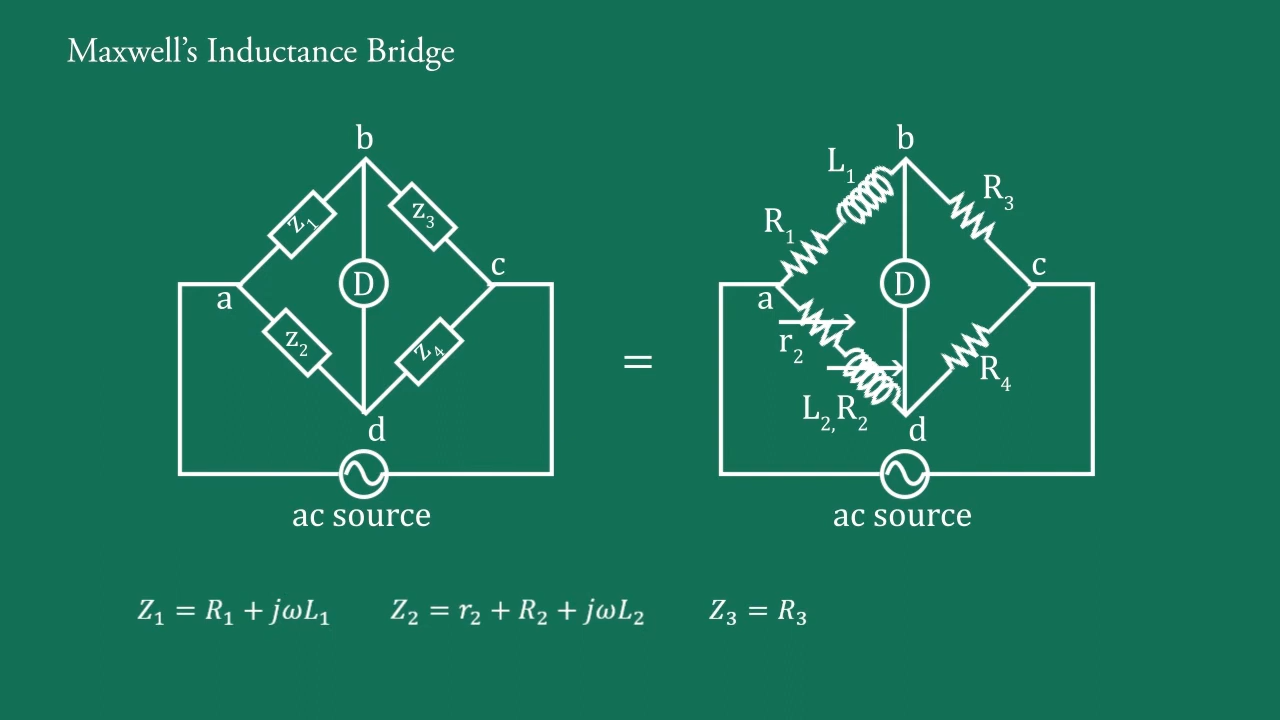 Maxwell’s Inductance Bridge
b
z₁
z₃
D
a
c
z₂
z₄
d
ac source
=
b
L₁
R₃
R₁
D
a
c
r₂
R₄
L₂,R₂
d
ac source
Z₁ = R₁ + jωL₁ Z₂ = r₂ + R₂ + jωL₂ Z₃ = R₃